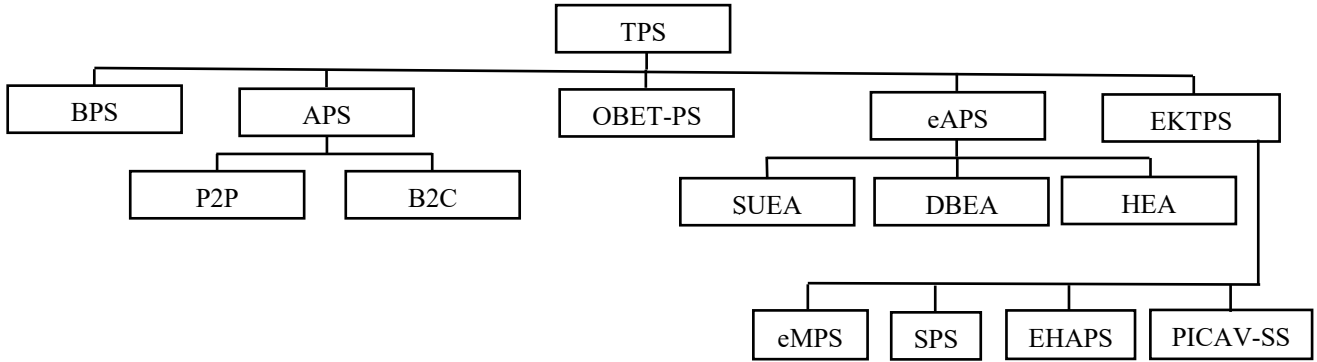 TPS
BPS
APS
OBET-PS
eAPS
EKTPS
P2P
B2C
SUEA
DBEA
HEA
eMPS
SPS
EHAPS
PICAV-SS